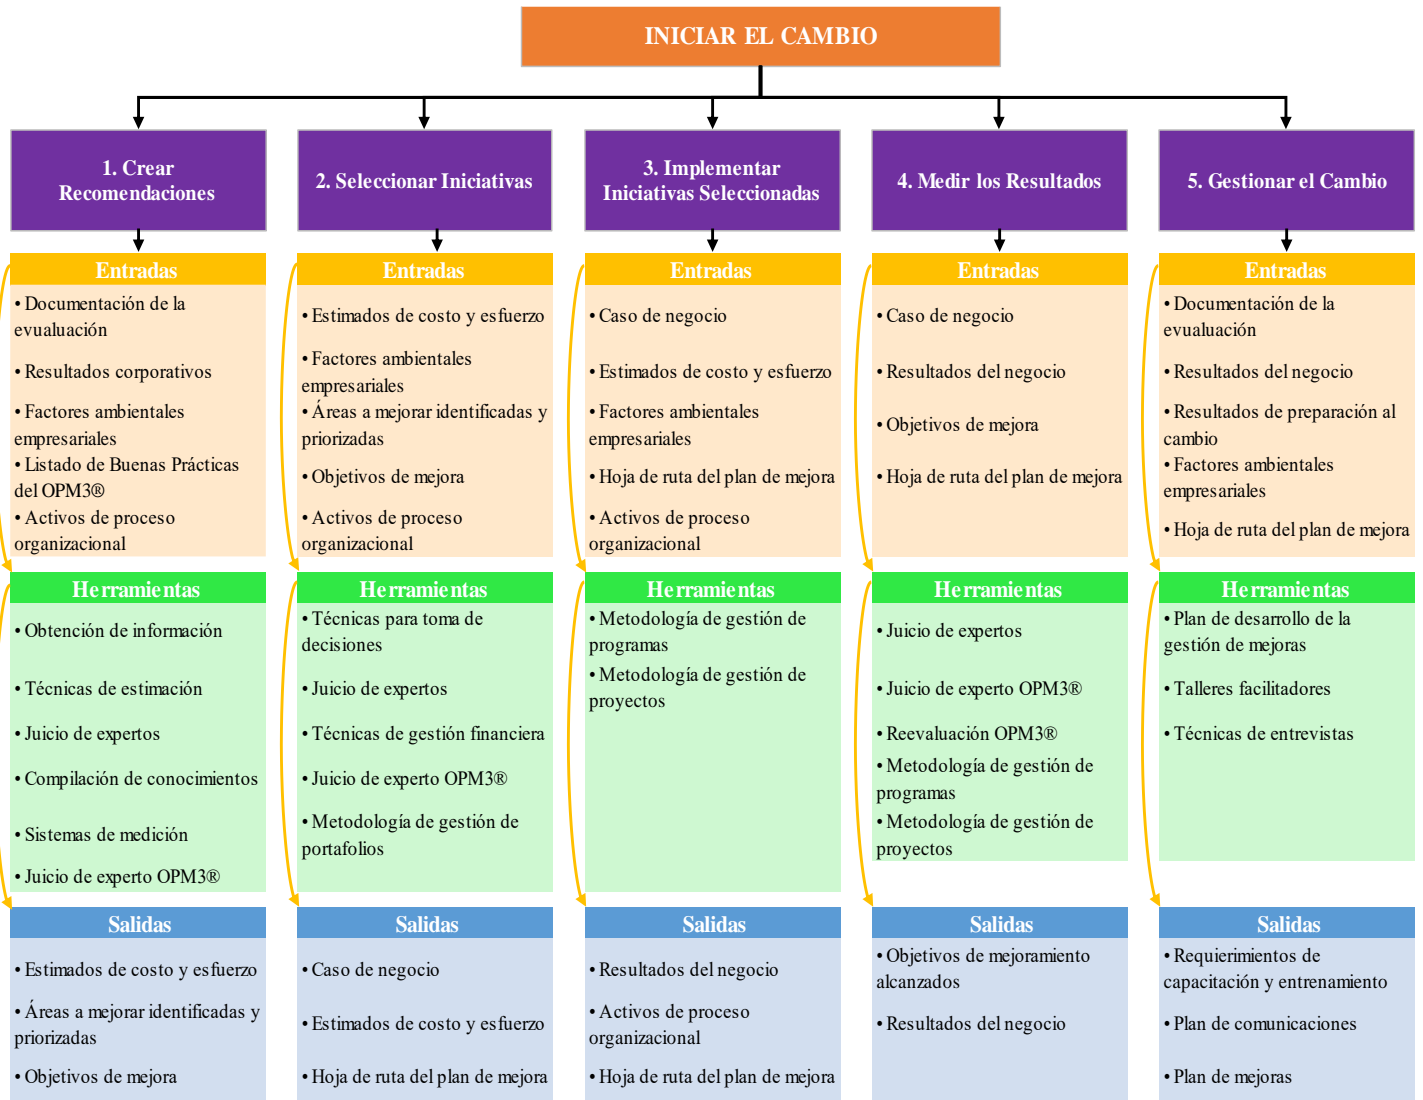 INICIAR EL CAMBIO
1. Crear
Recomendaciones
2. Seleccionar Iniciativas
3. Implementar
Iniciativas Seleccionadas
4. Medir los Resultados
5. Gestionar el Cambio
Entradas
• Documentación de la
evualuación
• Resultados corporativos
• Factores ambientales
empresariales
• Listado de Buenas Prácticas
del OPM3®
• Activos de proceso
organizacional
Herramientas
• Obtención de información
• Técnicas de estimación
• Juicio de expertos
• Compilación de conocimientos
• Sistemas de medición
• Juicio de experto OPM3®
Salidas
• Estimados de costo y esfuerzo
• Áreas a mejorar identificadas y
priorizadas
• Objetivos de mejora
Entradas
• Estimados de costo y esfuerzo
• Factores ambientales
empresariales
• Áreas a mejorar identificadas y
priorizadas
• Objetivos de mejora
• Activos de proceso
organizacional
Herramientas
• Técnicas para toma de
decisiones
• Juicio de expertos
• Técnicas de gestión financiera
• Juicio de experto OPM3®
• Metodología de gestión de
portafolios
Salidas
• Caso de negocio
• Estimados de costo y esfuerzo
• Hoja de ruta del plan de mejora
Entradas
• Caso de negocio
• Estimados de costo y esfuerzo
• Factores ambientales
empresariales
• Hoja de ruta del plan de mejora
• Activos de proceso
organizacional
Herramientas
• Metodología de gestión de
programas
• Metodología de gestión de
proyectos
Salidas
• Resultados del negocio
• Activos de proceso
organizacional
• Hoja de ruta del plan de mejora
Entradas
• Caso de negocio
• Resultados del negocio
• Objetivos de mejora
• Hoja de ruta del plan de mejora
Herramientas
• Juicio de expertos
• Juicio de experto OPM3®
• Reevaluación OPM3®
• Metodología de gestión de
programas
• Metodología de gestión de
proyectos
Salidas
• Objetivos de mejoramiento
alcanzados
• Resultados del negocio
Entradas
• Documentación de la
evualuación
• Resultados del negocio
• Resultados de preparación al
cambio
• Factores ambientales
empresariales
• Hoja de ruta del plan de mejora
Herramientas
• Plan de desarrollo de la
gestión de mejoras
• Talleres facilitadores
• Técnicas de entrevistas
Salidas
• Requierimientos de
capacitación y entrenamiento
• Plan de comunicaciones
• Plan de mejoras